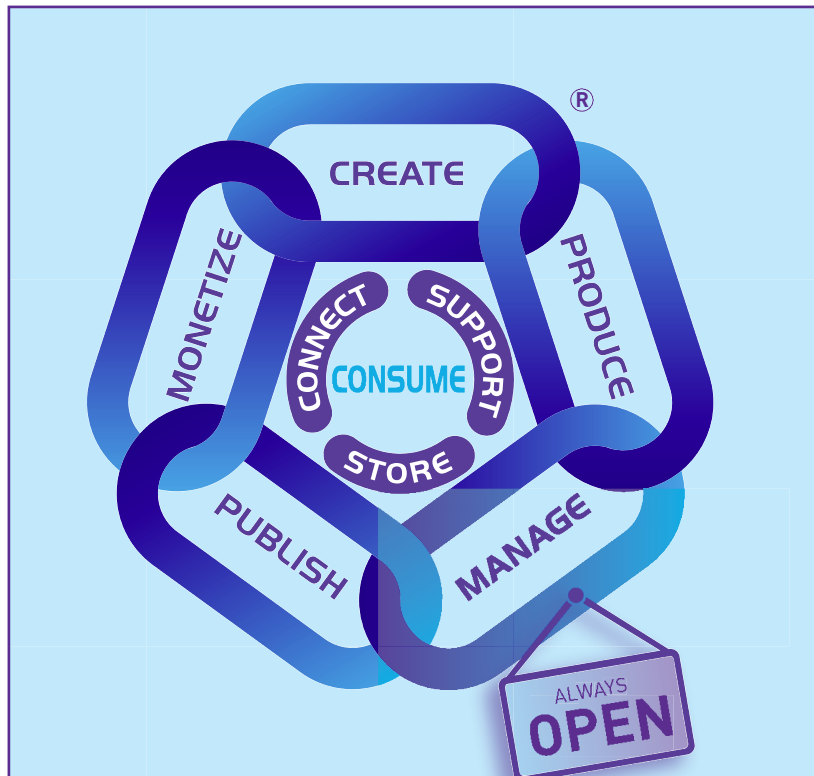 ®
CREATE
PRODUCE
MANAGE
PUBLISH
MONETIZE
CONNECT
SUPPORT
STORE
CONSUME
ALWAYS
OPEN